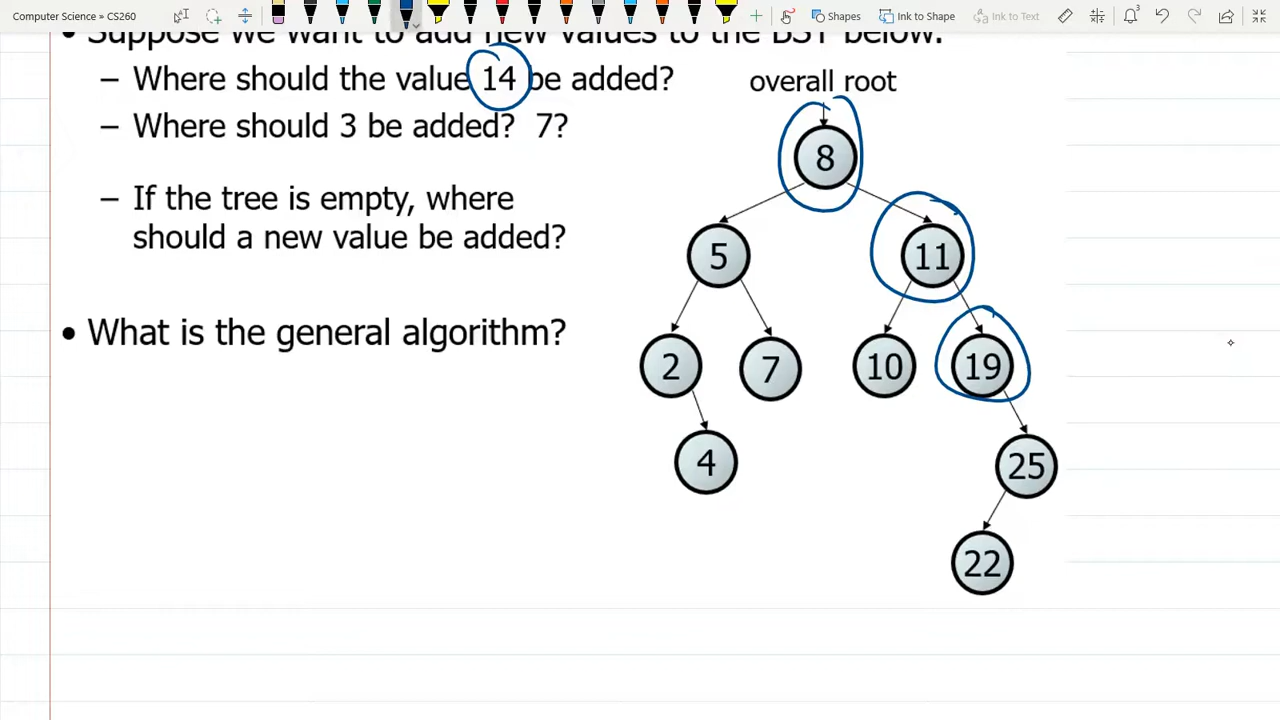 Computer Science » CS260
Shapes
Ink to Shape
Ink to Text
3
• Suppose we want to add new values to the BST below.
– Where should the value 14 be added?
– Where should 3 be added? 7?
– If the tree is empty, where
should a new value be added?
• What is the general algorithm?
overall root
8
5
11
2
7
10
19
4
25
22